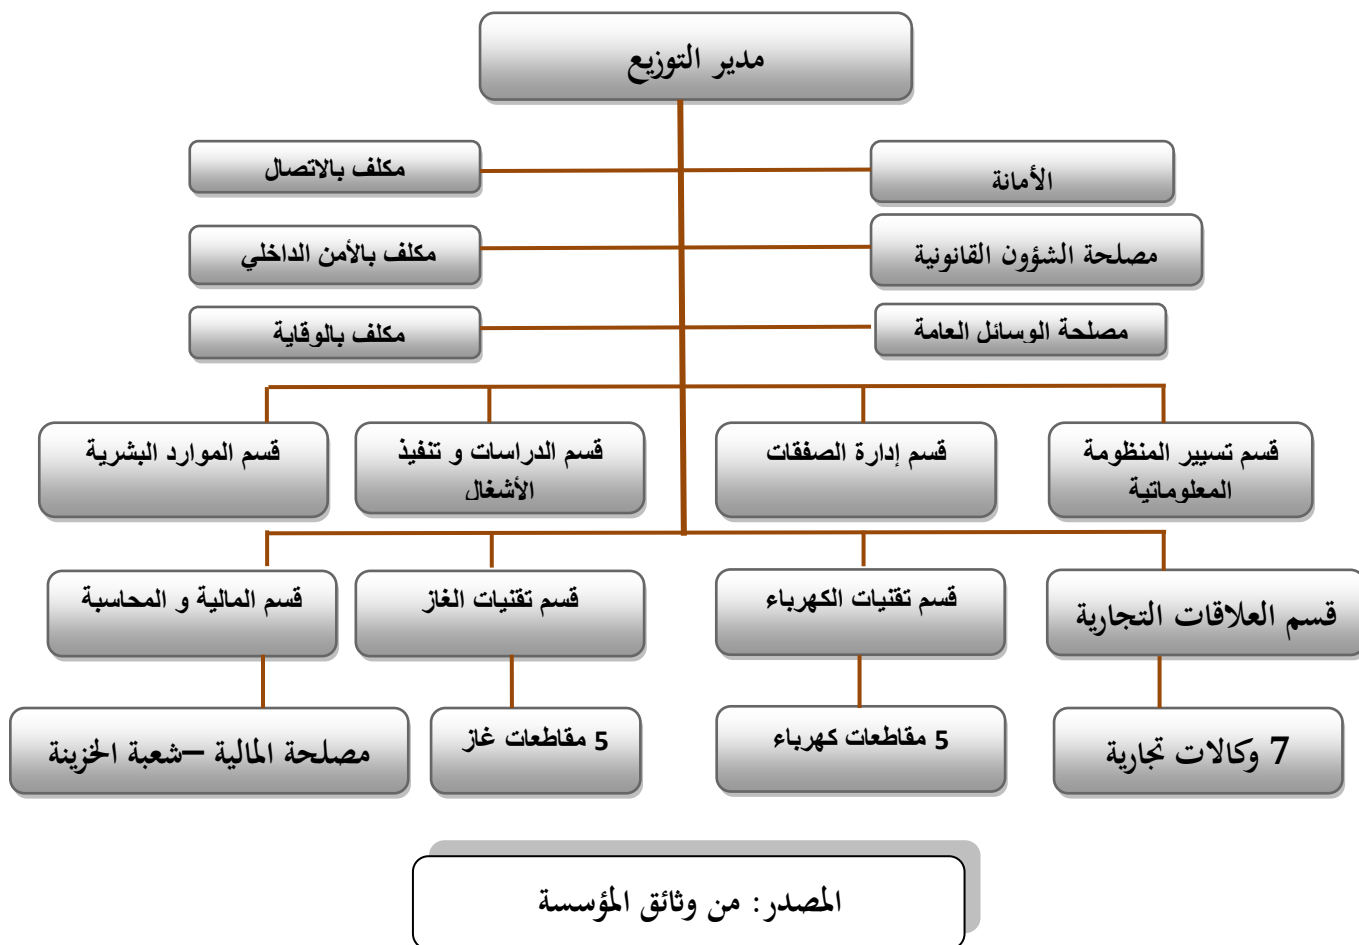 مدير التوزيع
الأمانة
مكلف بالاتصال
مصلحة الشؤون القانونية
مكلف بالأمن الداخلي
مصلحة الوسائل العامة
مكلف بالوقاية
قسم تسيير المنظومة
المعلوماتية
قسم إدارة الصفقات
قسم الدراسات و تنفيذ
الأشغال
قسم الموارد البشرية
قسم العلاقات التجارية
قسم تقنيات الكهرباء
قسم تقنيات الغاز
قسم المالية و المحاسبة
7 وكالات تجارية
5 مقاطعات كهرباء
5 مقاطعات غاز
مصلحة المالية –شعبة الخزينة
المصدر: من وثائق المؤسسة